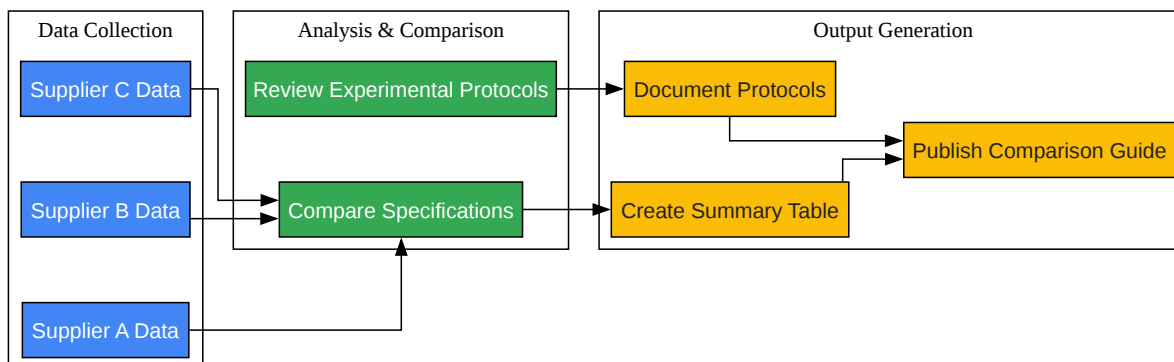 Data Collection
Supplier C Data
Supplier B Data
Supplier A Data
Analysis & Comparison
Review Experimental Protocols
Compare Specifications
Output Generation
Document Protocols
Create Summary Table
Publish Comparison Guide